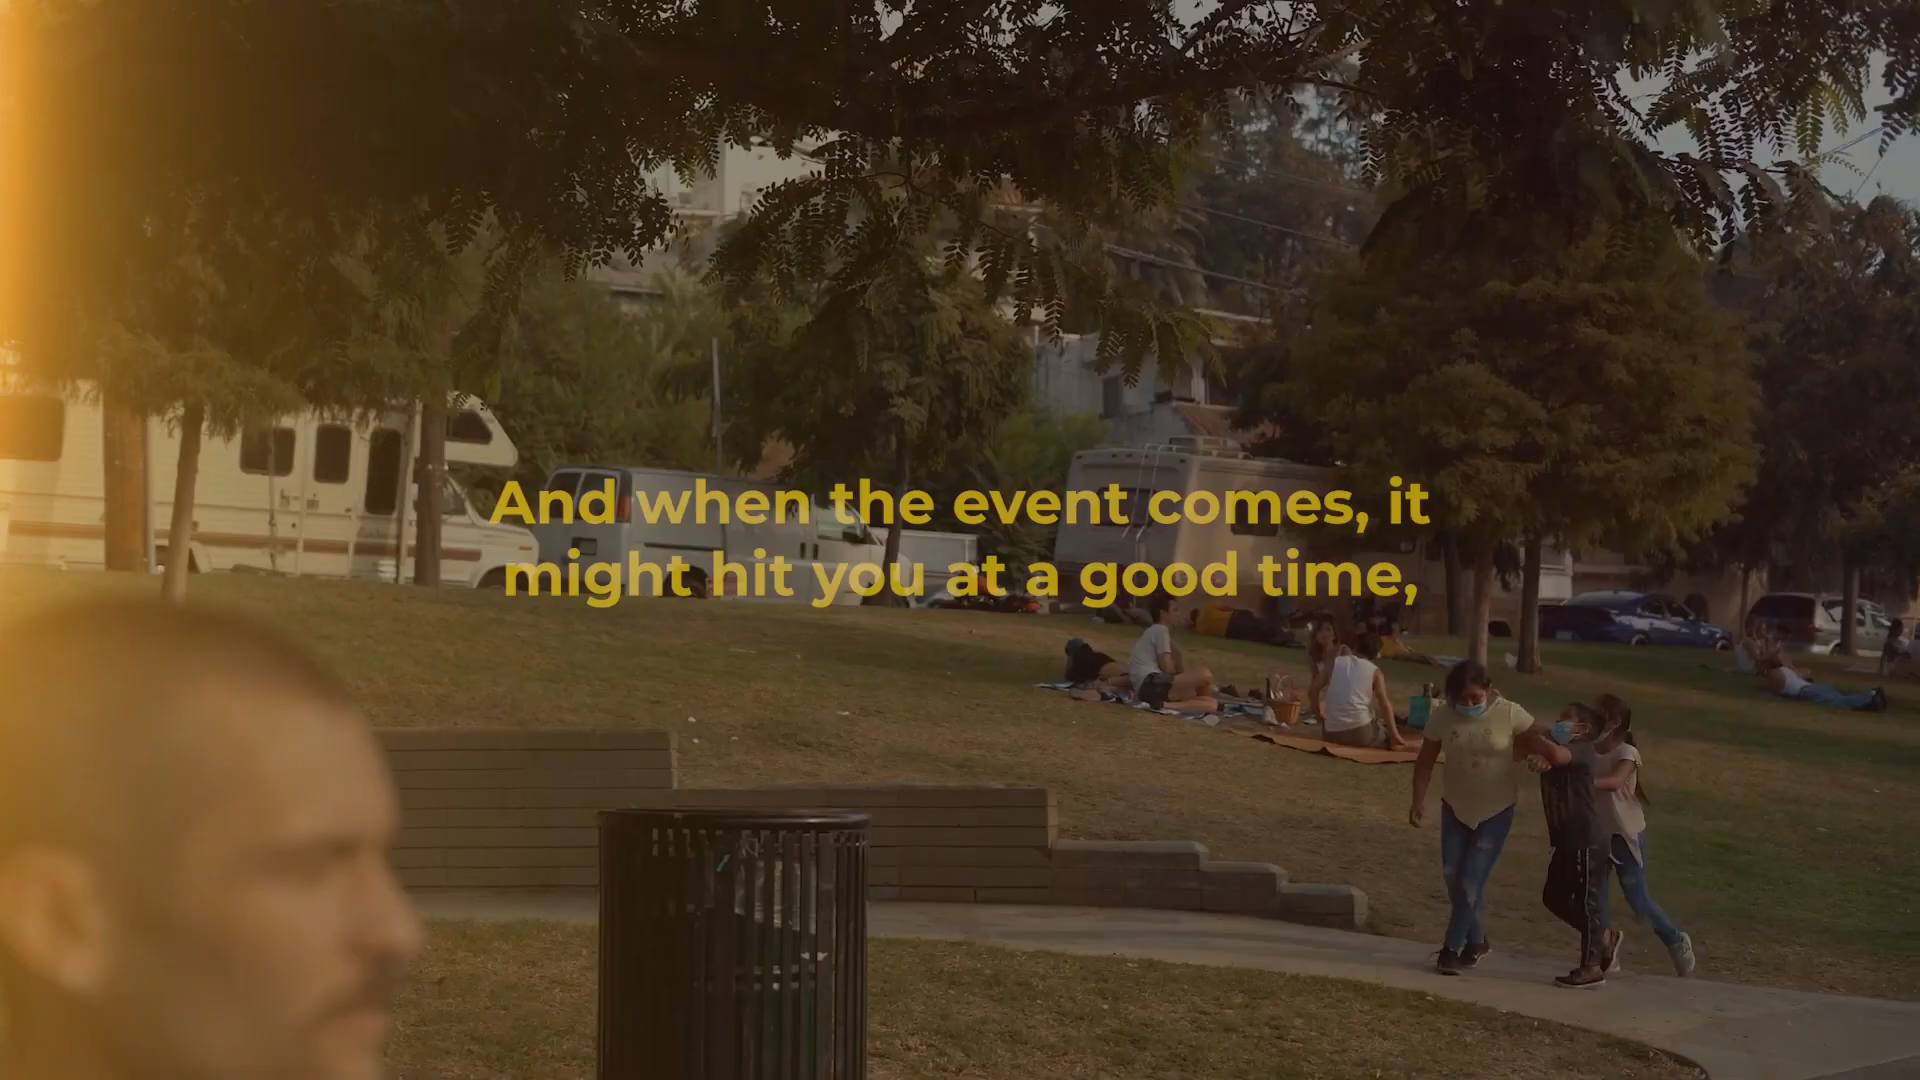 And when the event comes, it
might hit you at a good time,